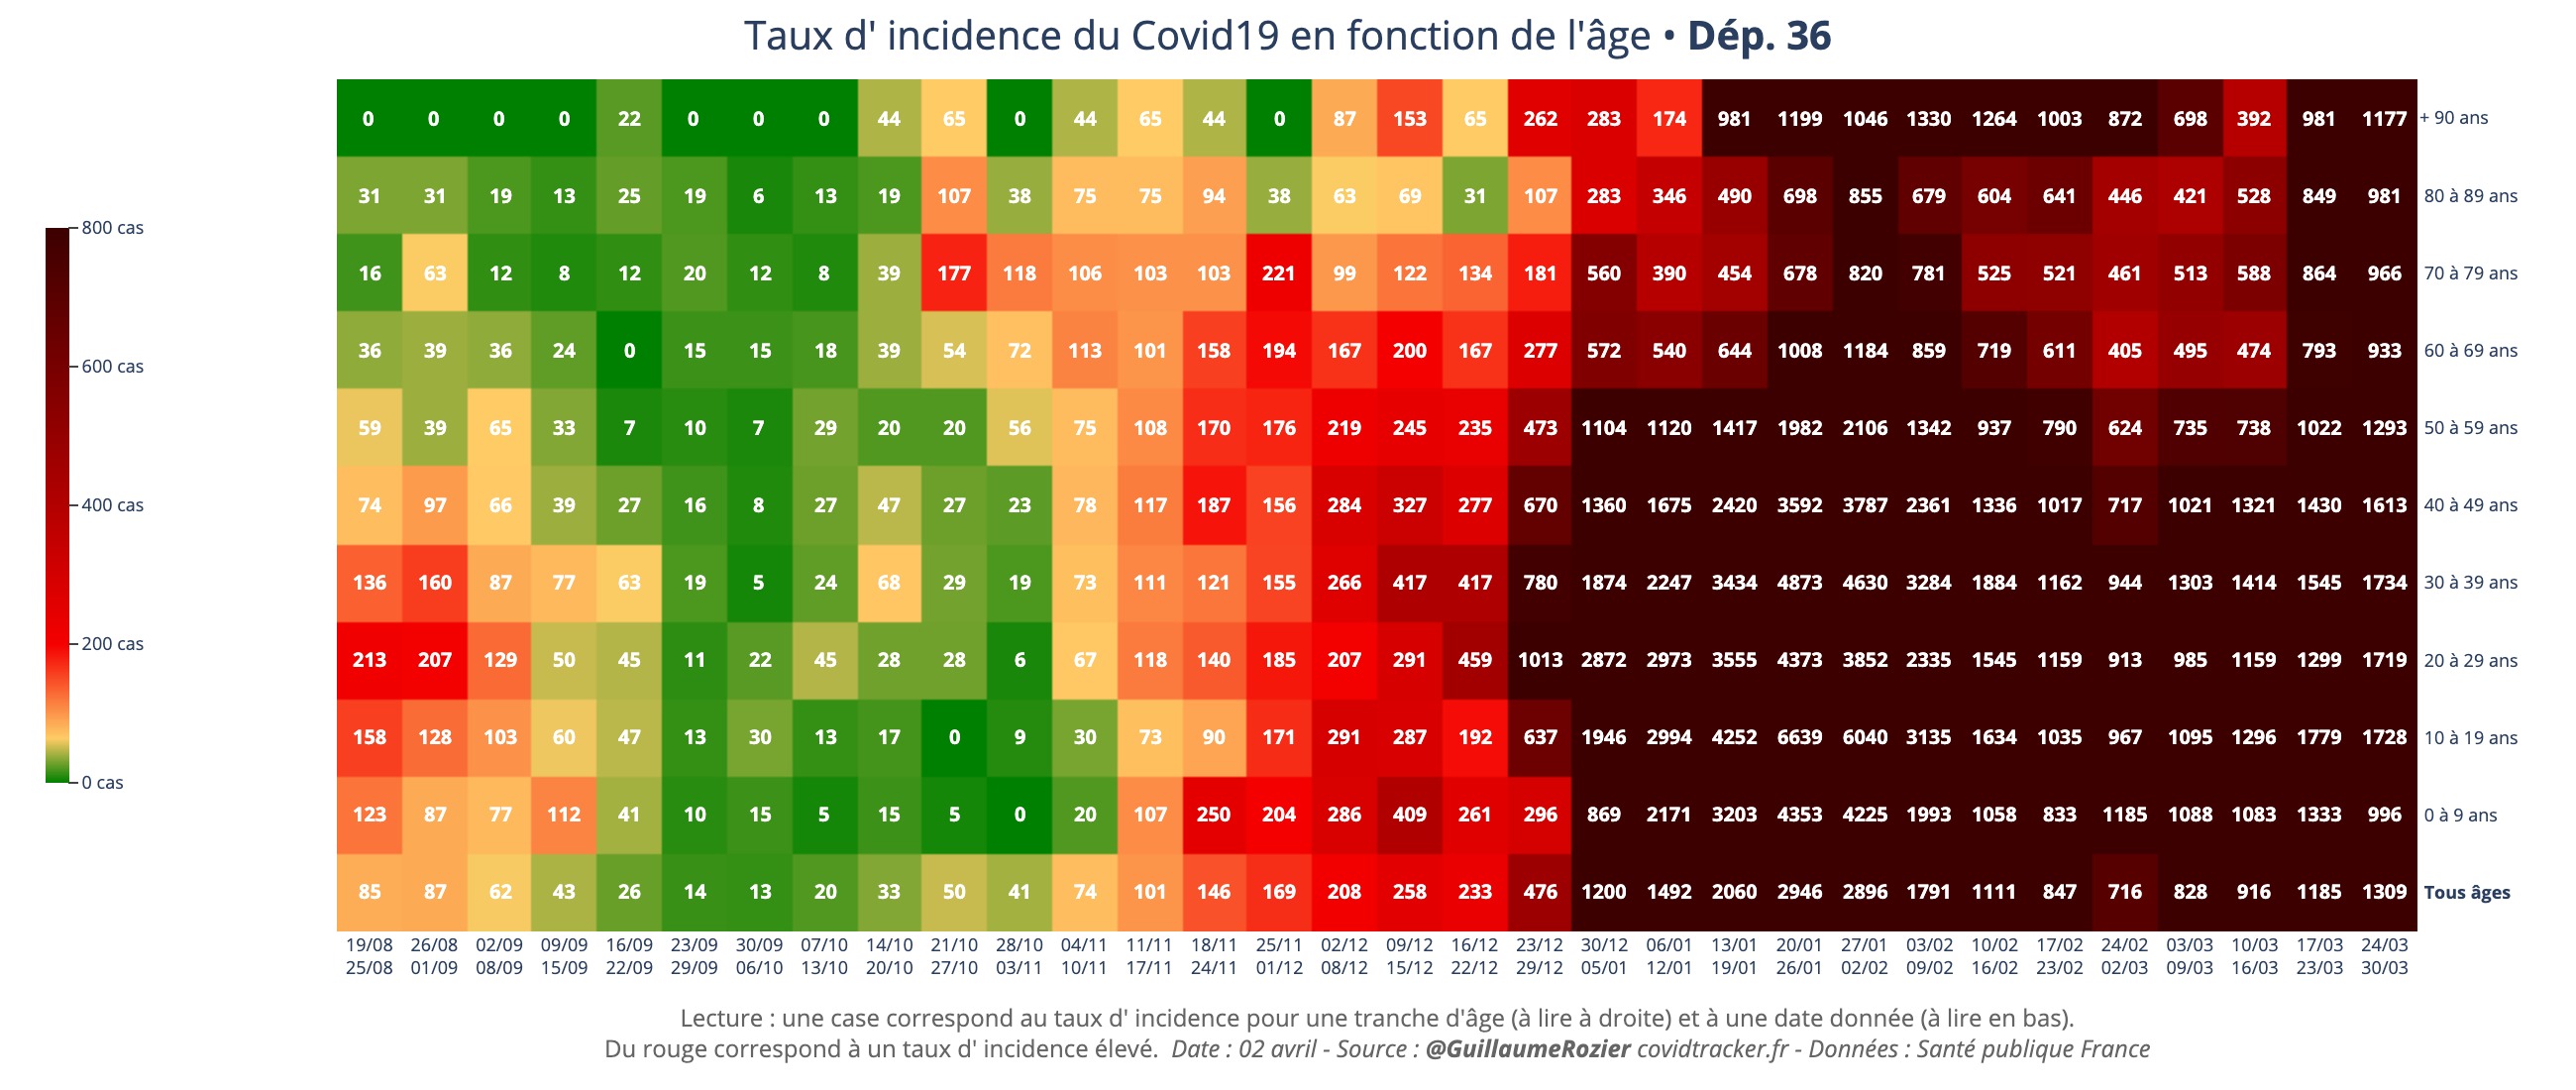 Taux d' incidence du Covid19 en fonction de l'âge • Dép. 36
0 0 0 0 22 0 0 0 44 65 0 44 65 44 0 87 153 65 262 283 174 981 1199 1046 1330 1264 1003 872 698 392 981 1177 + 90 ans
31 31 19 13 25 19 6 13 19 107 38 75 75 94 38 63 69 31 107 283 346 490 698 855 679 604 641 446 421 528 849 981 80 à 89 ans
800 cas
16 63 12 8 12 20 12 8 39 177 118 106 103 103 221 99 122 134 181 560 390 454 678 820 781 525 521 461 513 588 864 966 70 à 79 ans
36 39 36 24 0 15 15 18 39 54 72 113 101 158 194 167 200 167 277 572 540 644 1008 1184 859 719 611 405 495 474 793 933 60 à 69 ans
600 cas
59 39 65 33 7 10 7 29 20 20 56 75 108 170 176 219 245 235 473 1104 1120 1417 1982 2106 1342 937 790 624 735 738 1022 1293 50 à 59 ans
400 cas
74 97 66 39 27 16 8 27 47 27 23 78 117 187 156 284 327 277 670 1360 1675 2420 3592 3787 2361 1336 1017 717 1021 1321 1430 1613 40 à 49 ans
136 160 87 77 63 19 5 24 68 29 19 73 111 121 155 266 417 417 780 1874 2247 3434 4873 4630 3284 1884 1162 944 1303 1414 1545 1734 30 à 39 ans
200 cas
213 207 129 50 45 11 22 45 28 28 6 67 118 140 185 207 291 459 1013 2872 2973 3555 4373 3852 2335 1545 1159 913 985 1159 1299 1719 20 à 29 ans
158 128 103 60 47 13 30 13 17 0 9 30 73 90 171 291 287 192 637 1946 2994 4252 6639 6040 3135 1634 1035 967 1095 1296 1779 1728 10 à 19 ans
0 cas
123 87 77 112 41 10 15 5 15 5 0 20 107 250 204 286 409 261 296 869 2171 3203 4353 4225 1993 1058 833 1185 1088 1083 1333 996 0 à 9 ans
85 87 62 43 26 14 13 20 33 50 41 74 101 146 169 208 258 233 476 1200 1492 2060 2946 2896 1791 1111 847 716 828 916 1185 1309 Tous âges
19/08 26/08 02/09 09/09 16/09 23/09 30/09 07/10 14/10 21/10 28/10 04/11 11/11 18/11 25/11 02/12 09/12 16/12 23/12 30/12 06/01 13/01 20/01 27/01 03/02 10/02 17/02 24/02 03/03 10/03 17/03 24/03
25/08 01/09 08/09 15/09 22/09 29/09 06/10 13/10 20/10 27/10 03/11 10/11 17/11 24/11 01/12 08/12 15/12 22/12 29/12 05/01 12/01 19/01 26/01 02/02 09/02 16/02 23/02 02/03 09/03 16/03 23/03 30/03
Lecture : une case correspond au taux d' incidence pour une tranche d'âge (à lire à droite) et à une date donnée (à lire en bas).
Du rouge correspond à un taux d' incidence élevé. Date : 02 avril - Source : @GuillaumeRozier covidtracker.fr - Données : Santé publique France